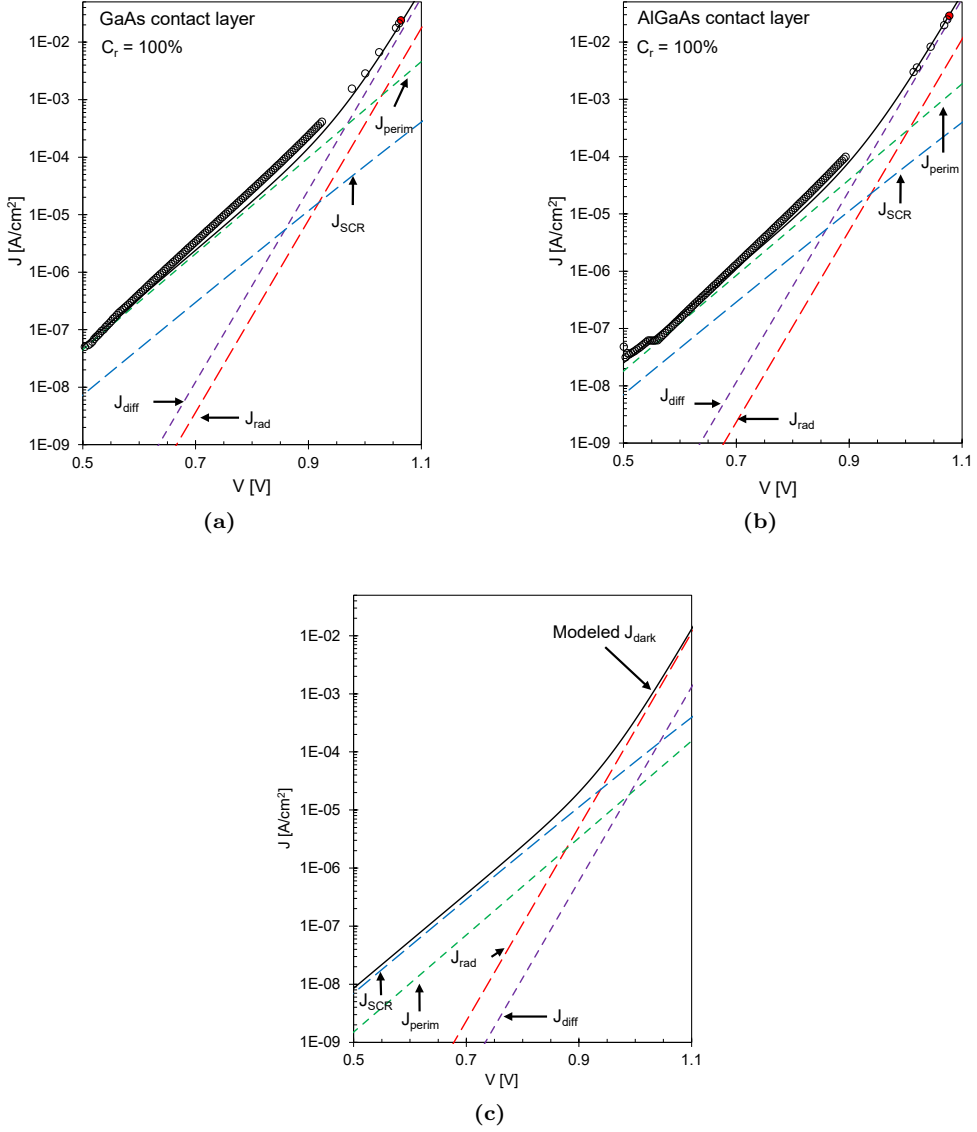 GaAs contact layer
C_r = 100%
1E-02
1E-03
1E-04
1E-05
1E-06
1E-07
1E-08
1E-09
J [A/cm²]
J_perim
J_SCR
J_diff
J_rad
0.5 0.7 0.9 1.1
V [V]
(a)
AlGaAs contact layer
C_r = 100%
1E-02
1E-03
1E-04
1E-05
1E-06
1E-07
1E-08
1E-09
J [A/cm²]
J_perim
J_SCR
J_diff
J_rad
0.5 0.7 0.9 1.1
V [V]
(b)
Modeled J_dark
1E-02
1E-03
1E-04
1E-05
1E-06
1E-07
1E-08
1E-09
J [A/cm²]
J_rad
J_SCR
J_perim
J_diff
0.5 0.7 0.9 1.1
V [V]
(c)